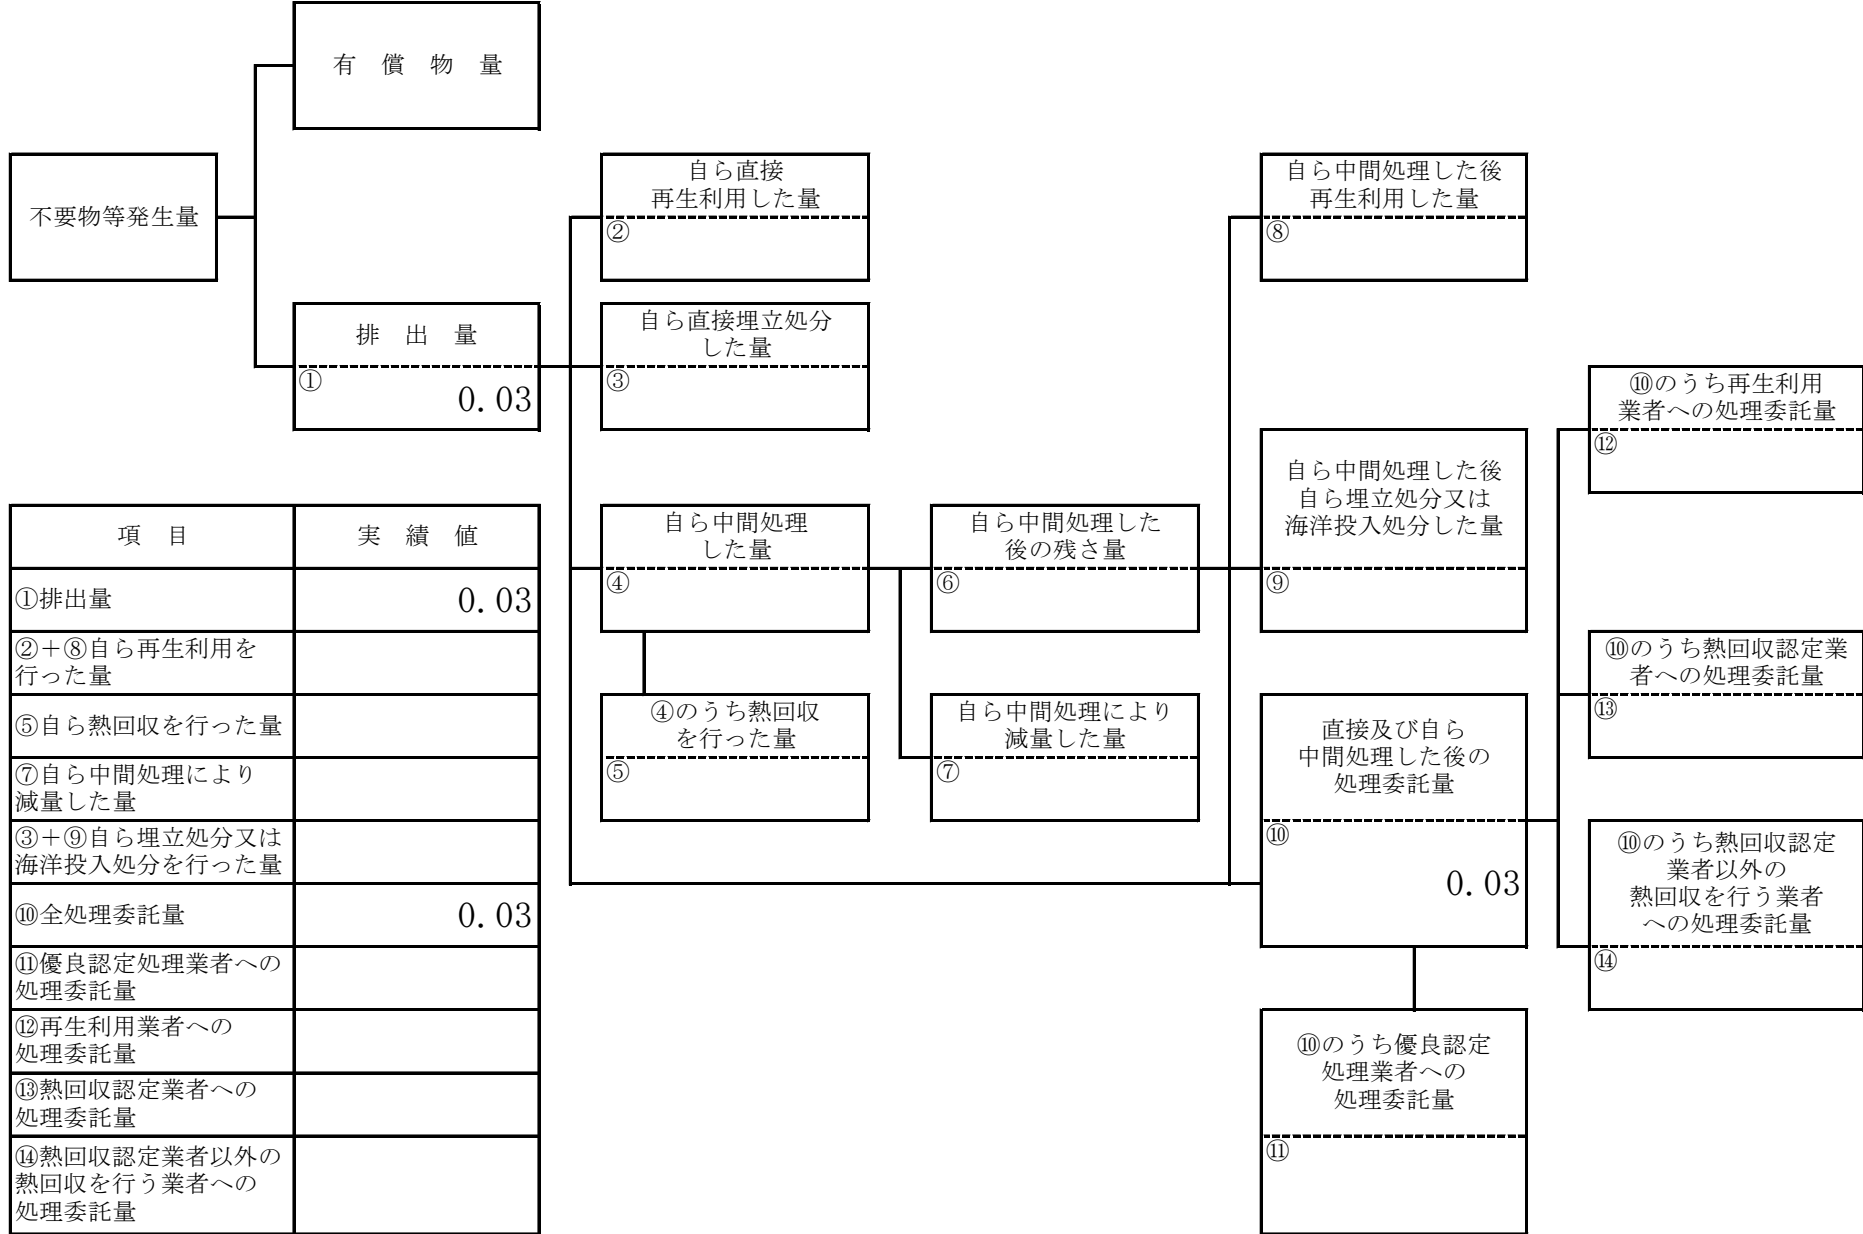 有 償 物 量
不要物等発生量
自ら直接
再生利用した量
②
自ら中間処理した後
再生利用した量
⑧
排 出 量
①
0.03
自ら直接埋立処分
した量
③
⑩のうち再生利用
業者への処理委託量
⑫
自ら中間処理した後
自ら埋立処分又は
海洋投入処分した量
⑨
自ら中間処理
した量
④
自ら中間処理した
後の残さ量
⑥
④のうち熱回収
を行った量
⑤
自ら中間処理により
減量した量
⑦
⑩のうち熱回収認定業
者への処理委託量
⑬
直接及び自ら
中間処理した後の
処理委託量
⑩
0.03
⑩のうち熱回収認定
業者以外の
熱回収を行う業者
への処理委託量
⑭
⑩のうち優良認定
処理業者への
処理委託量
⑪
項 目
実 績 値
①排出量
0.03
②+⑧自ら再生利用を
行った量
⑤自ら熱回収を行った量
⑦自ら中間処理により
減量した量
③+⑨自ら埋立処分又は
海洋投入処分を行った量
⑩全処理委託量
0.03
⑪優良認定処理業者への
処理委託量
⑫再生利用業者への
処理委託量
⑬熱回収認定業者への
処理委託量
⑭熱回収認定業者以外の
熱回収を行う業者への
処理委託量